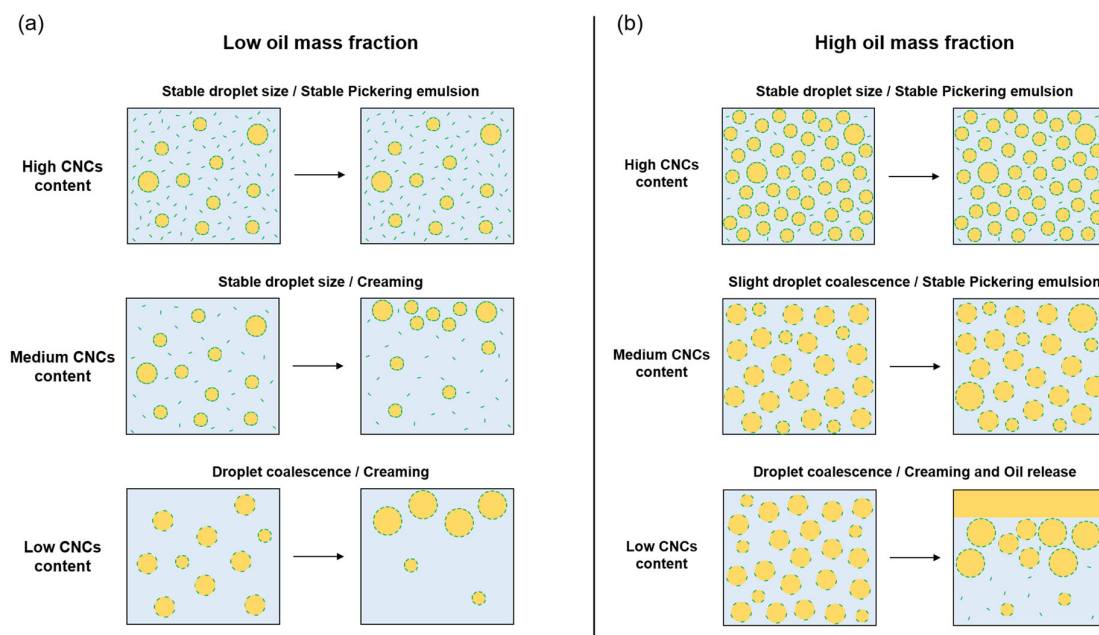 (a)
Low oil mass fraction
Stable droplet size / Stable Pickering emulsion
High CNCs
content
Stable droplet size / Creaming
Medium CNCs
content
Droplet coalescence / Creaming
Low CNCs
content
(b)
High oil mass fraction
Stable droplet size / Stable Pickering emulsion
High CNCs
content
Slight droplet coalescence / Stable Pickering emulsion
Medium CNCs
content
Droplet coalescence / Creaming and Oil release
Low CNCs
content